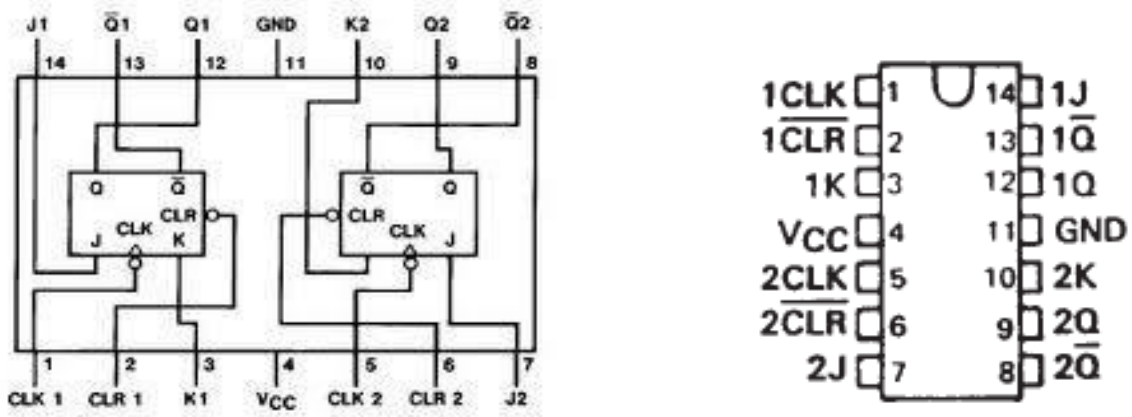 J1 Q̅1 Q1 GND K2 Q2 Q̅2
14 13 12 11 10 9 8
Q Q̅ Q̅ Q
CLR CLR
CLK CLK
J K J
1 2 3 4 5 6 7
CLK 1 CLR 1 K1 VCC CLK 2 CLR 2 J2
1CLK 1 14 1J
1C̅L̅R̅ 2 13 1Q̅
1K 3 12 1Q
VCC 4 11 GND
2CLK 5 10 2K
2C̅L̅R̅ 6 9 2Q
2J 7 8 2Q̅